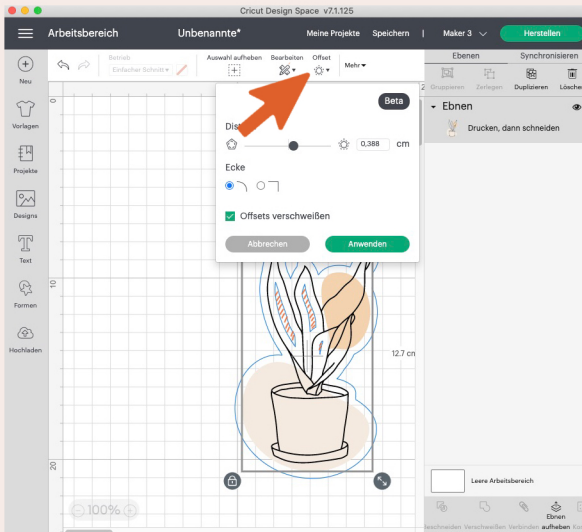 Cricut Design Space v7.1.125
Arbeitsbereich
Unbenannte*
Meine Projekte
Speichern
|
Maker 3
Herstellen
Neu
Vorlagen
Projekte
Designs
Text
Formen
Hochladen
Betrieb
Einfacher Schnitt
Auswahl aufheben
Bearbeiten
Offset
Mehr
0
10
20
Beta
0,388 cm
Ecke
Offsets verschweißen
Abbrechen
Anwenden
12.7 cm
100%
Ebenen
Synchronisieren
Gruppieren
Zerlegen
Duplizieren
Ebnen
Drucken, dann schneiden
Leere Arbeitsbereich
Verschweißen
Verbinden
Ebnen
aufheben